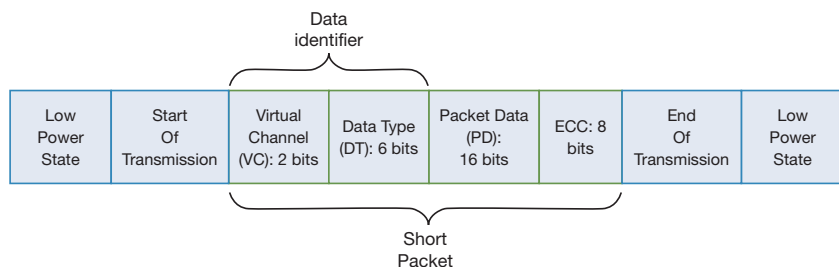 Data
identifier
Low
Power
State
Start
Of
Transmission
Virtual
Channel
(VC): 2 bits
Data Type
(DT): 6 bits
Packet Data
(PD):
16 bits
ECC: 8
bits
End
Of
Transmission
Low
Power
State
Short
Packet